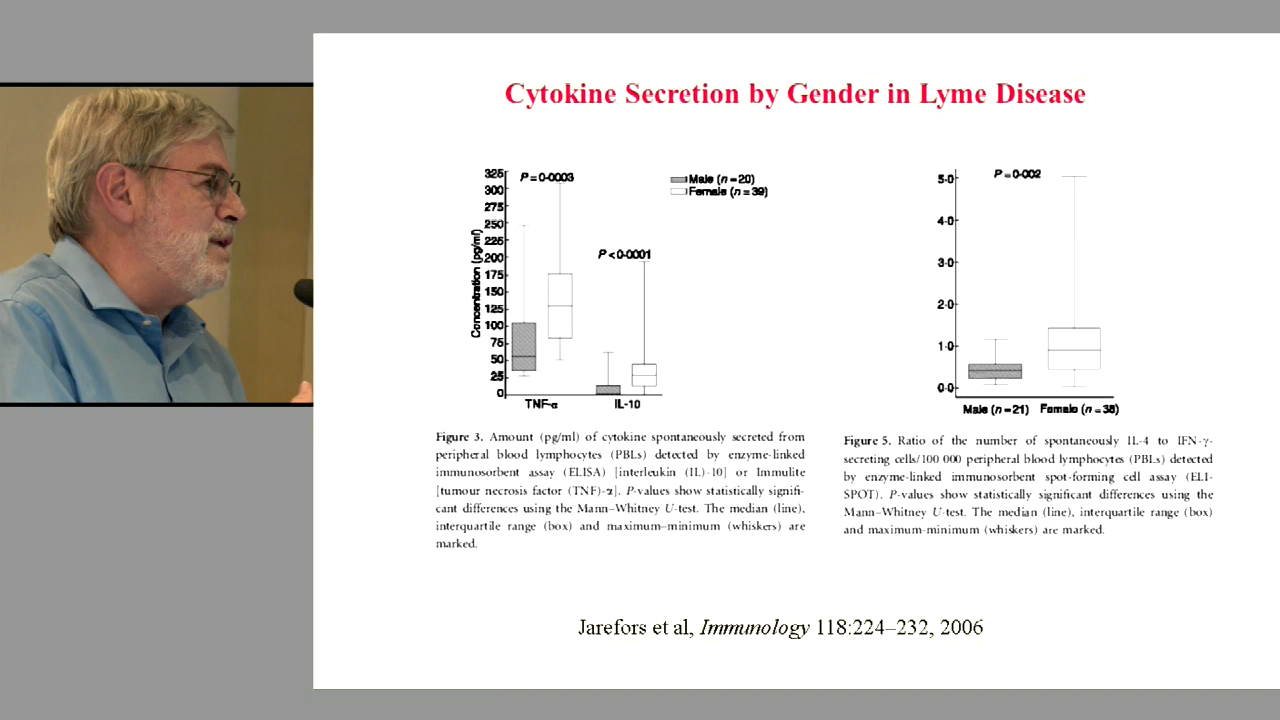 Cytokine Secretion by Gender in Lyme Disease
325
300
275
250
225
200
175
150
125
100
75
50
25
0
Concentration (pg/ml)
P = 0·0003
P < 0·0001
TNF-α
IL-10
Male (n = 20)
Female (n = 39)
Figure 3. Amount (pg/ml) of cytokine spontaneously secreted from
peripheral blood lymphocytes (PBLs) detected by enzyme-linked
immunosorbent assay (ELISA) [interleukin (IL)-10] or Immulite
[tumour necrosis factor (TNF)-α]. P-values show statistically signifi-
cant differences using the Mann–Whitney U-test. The median (line),
interquartile range (box) and maximum–minimum (whiskers) are
marked.
P = 0·002
5·0
4·0
3·0
2·0
1·0
0·0
Male (n = 21)
Female (n = 38)
Figure 5. Ratio of the number of spontaneously IL-4 to IFN-γ-
secreting cells/100 000 peripheral blood lymphocytes (PBLs) detected
by enzyme-linked immunosorbent spot-forming cell assay (ELI-
SPOT). P-values show statistically significant differences using the
Mann–Whitney U-test. The median (line), interquartile range (box)
and maximum-minimum (whiskers) are marked.
Jarefors et al, Immunology 118:224–232, 2006